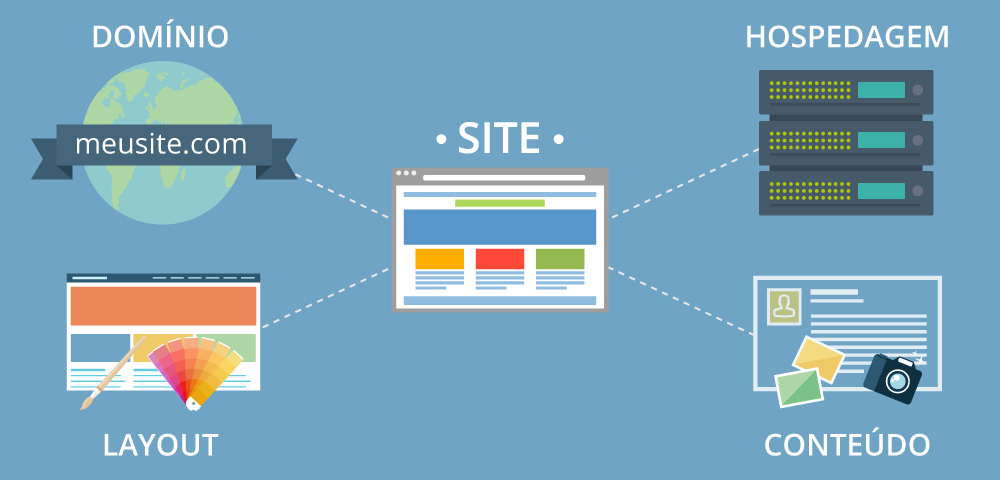 DOMÍNIO
HOSPEDAGEM
meusite.com
• SITE •
LAYOUT
CONTEÚDO